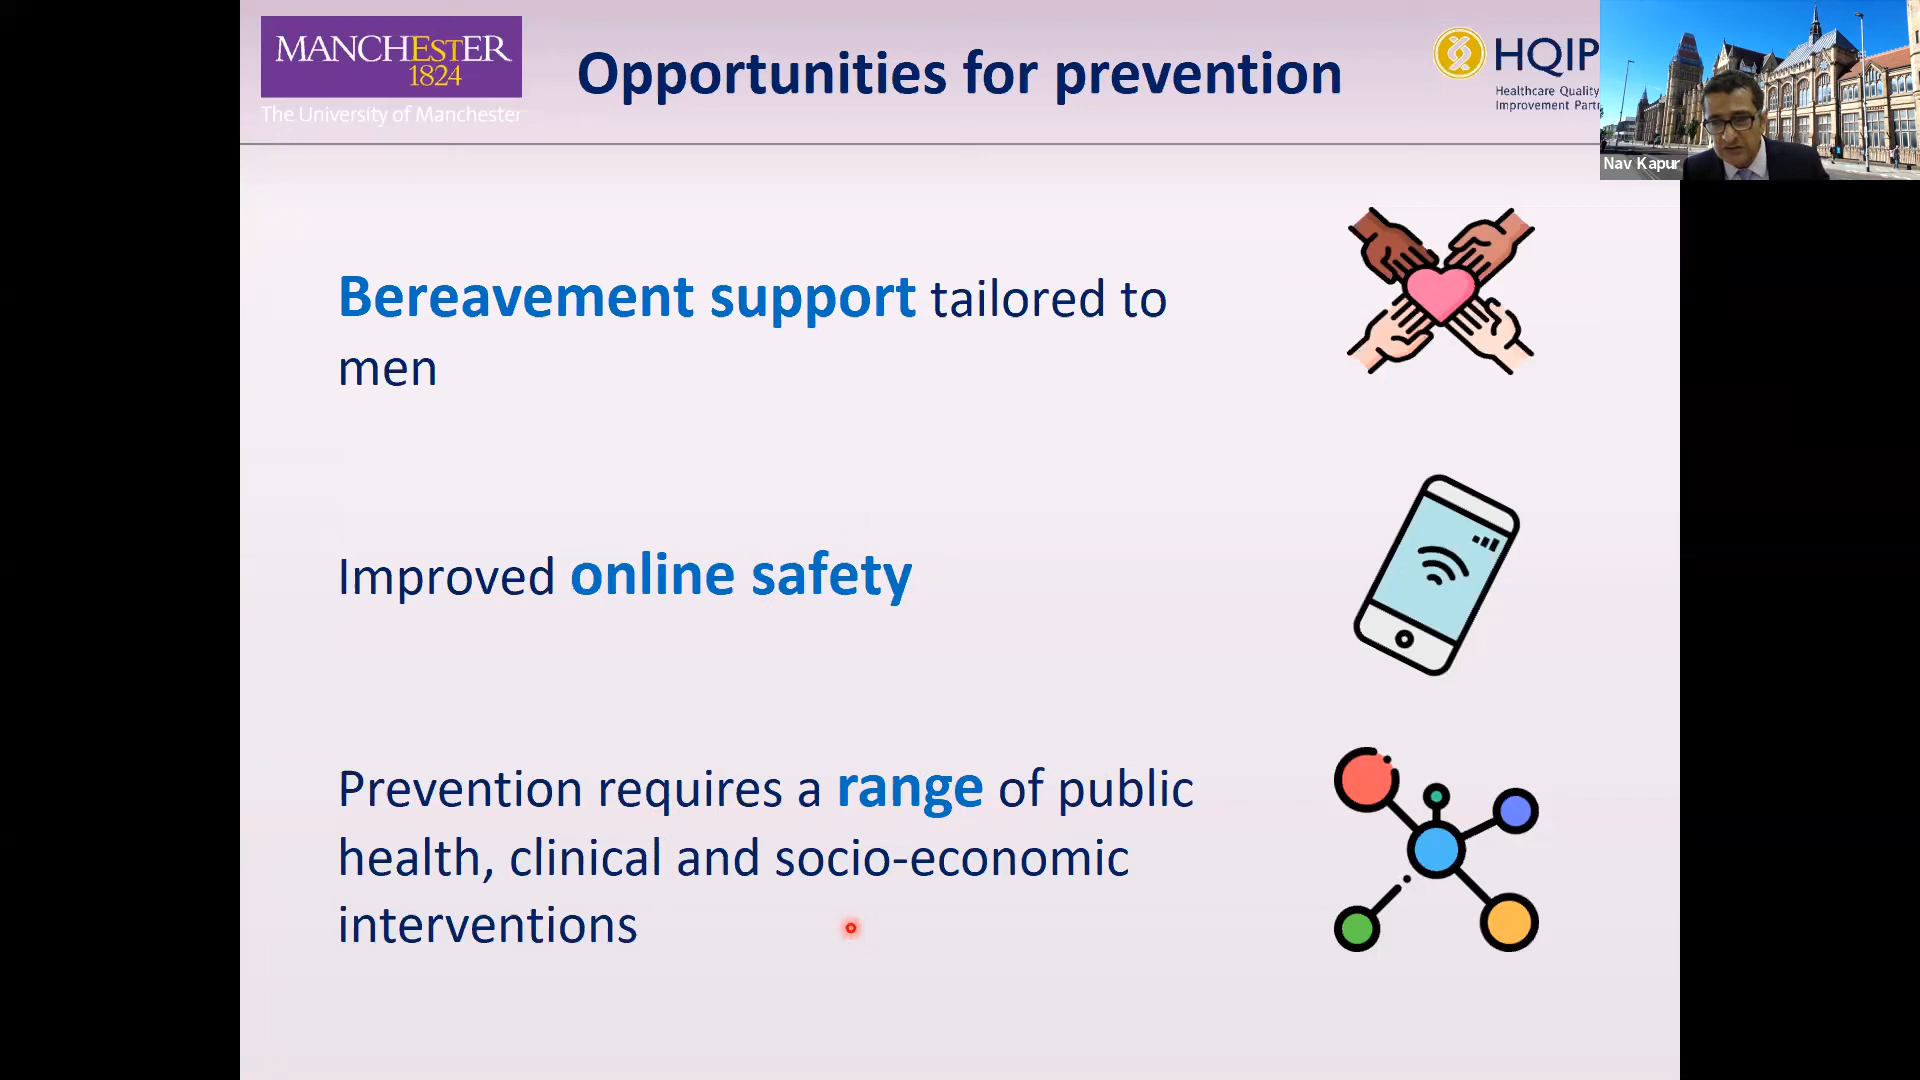 MANCHESTER
1824
The University of Manchester
Opportunities for prevention
HQIP
Healthcare Quality
Improvement
Nav Kapur
Bereavement support tailored to
men
Improved online safety
Prevention requires a range of public
health, clinical and socio-economic
interventions